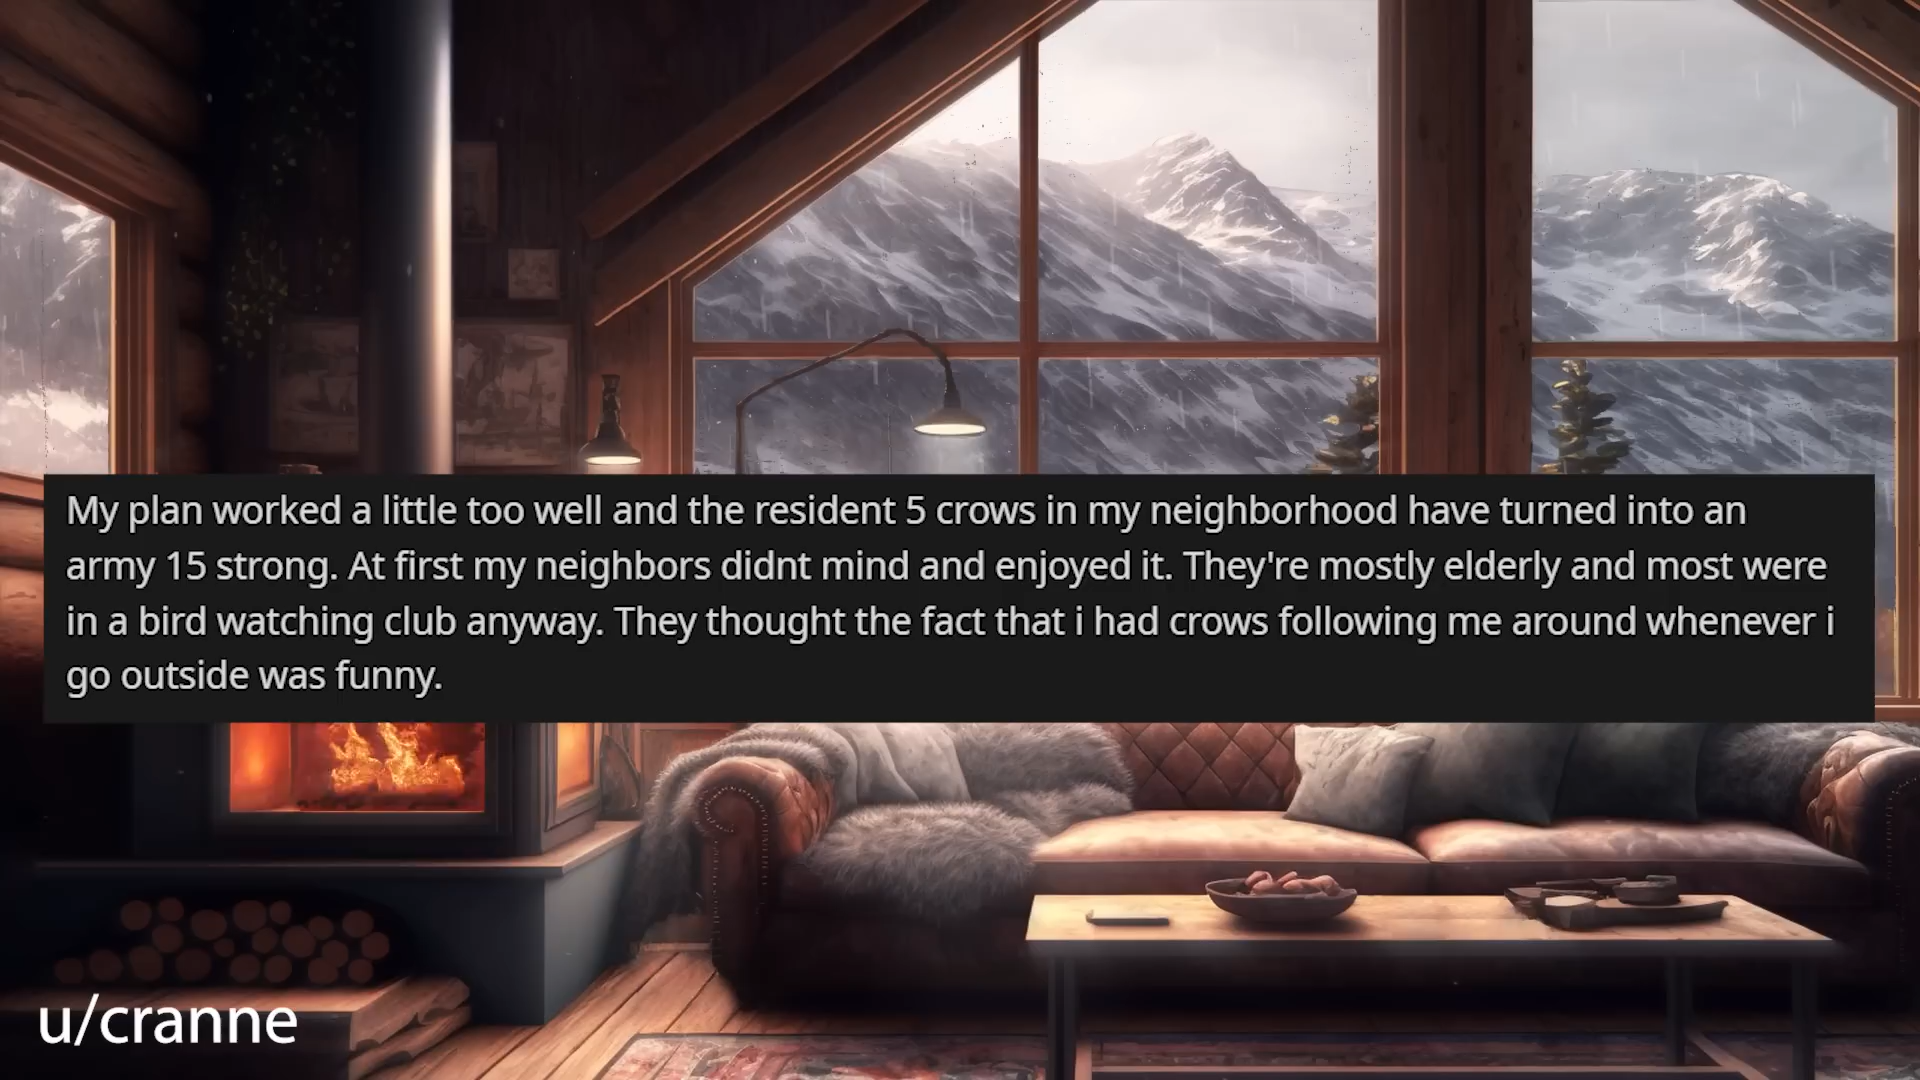 My plan worked a little too well and the resident 5 crows in my neighborhood have turned into an
army 15 strong. At first my neighbors didnt mind and enjoyed it. They're mostly elderly and most were
in a bird watching club anyway. They thought the fact that i had crows following me around whenever i
go outside was funny.
u/cranne